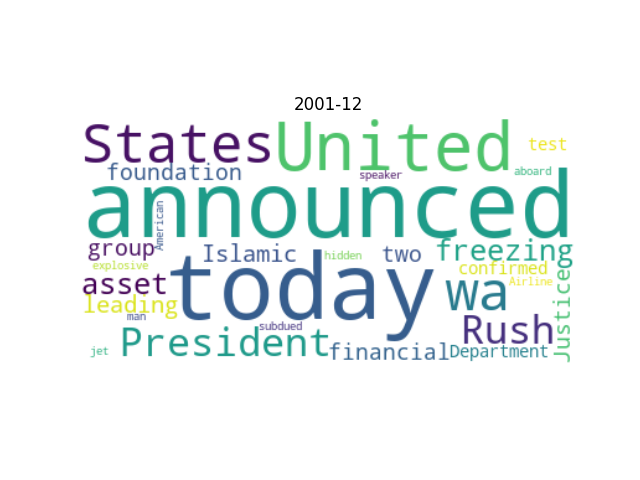 2001-12
States United test
foundation speaker aboard
announced
American
group Islamic hidden two freezing
explosive confirmed
asset today wa Airline
leading
man subdued Rush Justice
jet President financial Department